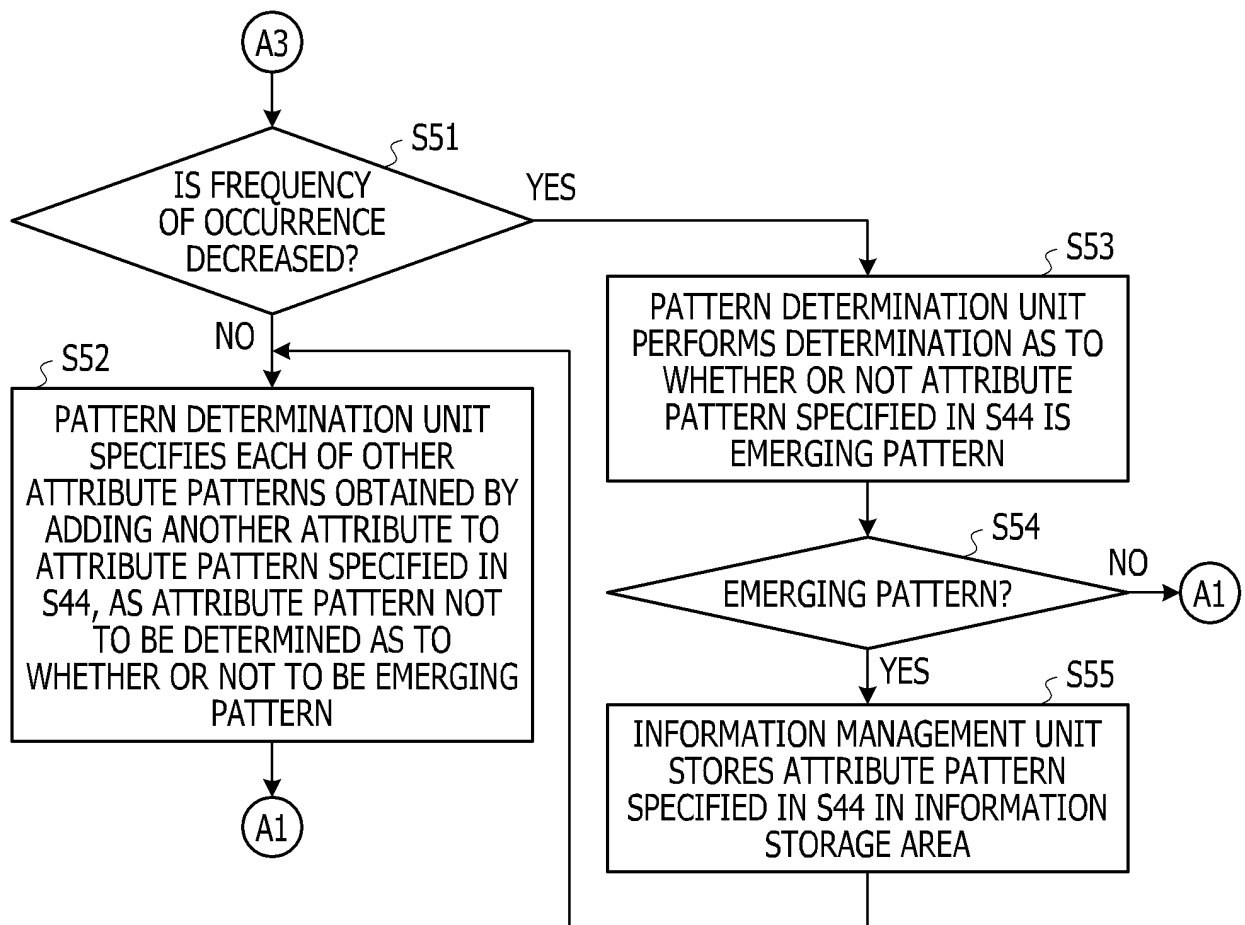 A3
S51
IS FREQUENCY
OF OCCURRENCE
DECREASED?
YES
NO
S52
PATTERN DETERMINATION UNIT
SPECIFIES EACH OF OTHER
ATTRIBUTE PATTERNS OBTAINED BY
ADDING ANOTHER ATTRIBUTE TO
ATTRIBUTE PATTERN SPECIFIED IN
S44, AS ATTRIBUTE PATTERN NOT
TO BE DETERMINED AS TO
WHETHER OR NOT TO BE EMERGING
PATTERN
A1
S53
PATTERN DETERMINATION UNIT
PERFORMS DETERMINATION AS TO
WHETHER OR NOT ATTRIBUTE
PATTERN SPECIFIED IN S44 IS
EMERGING PATTERN
S54
EMERGING PATTERN?
NO
A1
YES
S55
INFORMATION MANAGEMENT UNIT
STORES ATTRIBUTE PATTERN
SPECIFIED IN S44 IN INFORMATION
STORAGE AREA